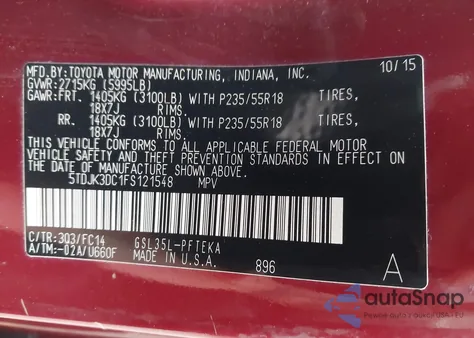 MFD.BY:TOYOTA MOTOR MANUFACTURING, INDIANA, INC. 10/15
GVWR:2715KG (5995LB)
GAWR:FRT. 1405KG (3100LB) WITH P235/55R18 TIRES,
18X7J RIMS.
RR. 1405KG (3100LB) WITH P235/55R18 TIRES,
18X7J RIMS.
THIS VEHICLE CONFORMS TO ALL APPLICABLE FEDERAL MOTOR
VEHICLE SAFETY AND THEFT PREVENTION STANDARDS IN
EFFECT ON THE DATE OF MANUFACTURE SHOWN ABOVE.
5TDJK3DC1FS121548 MPV
C/TR:303/FC14 GSL35L-PFTEKA
A/TM:-02A/U660F MADE IN U.S.A. 896 A
autoSnap